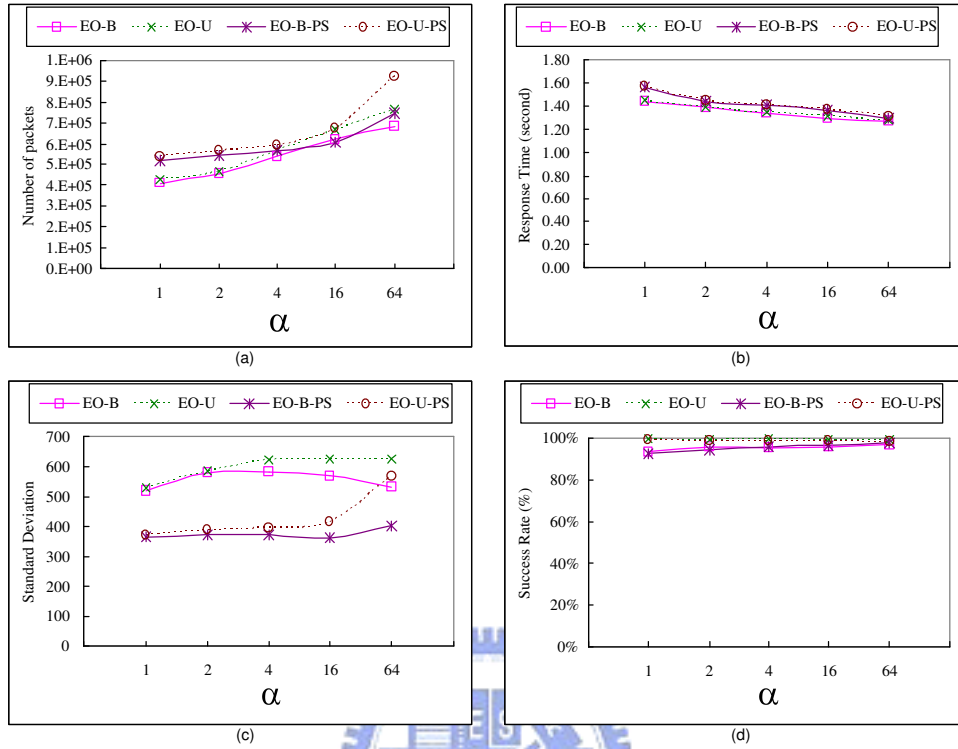 EO-B EO-U EO-B-PS EO-U-PS
1.E+06
9.E+05
8.E+05
7.E+05
6.E+05
5.E+05
4.E+05
3.E+05
2.E+05
1.E+05
0.E+00
Number of packets
1 2 4 16 64
α
(a)
EO-B EO-U EO-B-PS EO-U-PS
1.80
1.60
1.40
1.20
1.00
0.80
0.60
0.40
0.20
0.00
Response Time (second)
1 2 4 16 64
α
(b)
EO-B EO-U EO-B-PS EO-U-PS
700
600
500
400
300
200
100
0
Standard Deviation
1 2 4 16 64
α
(c)
EO-B EO-U EO-B-PS EO-U-PS
100%
80%
60%
40%
20%
0%
Success Rate (%)
1 2 4 16 64
α
(d)